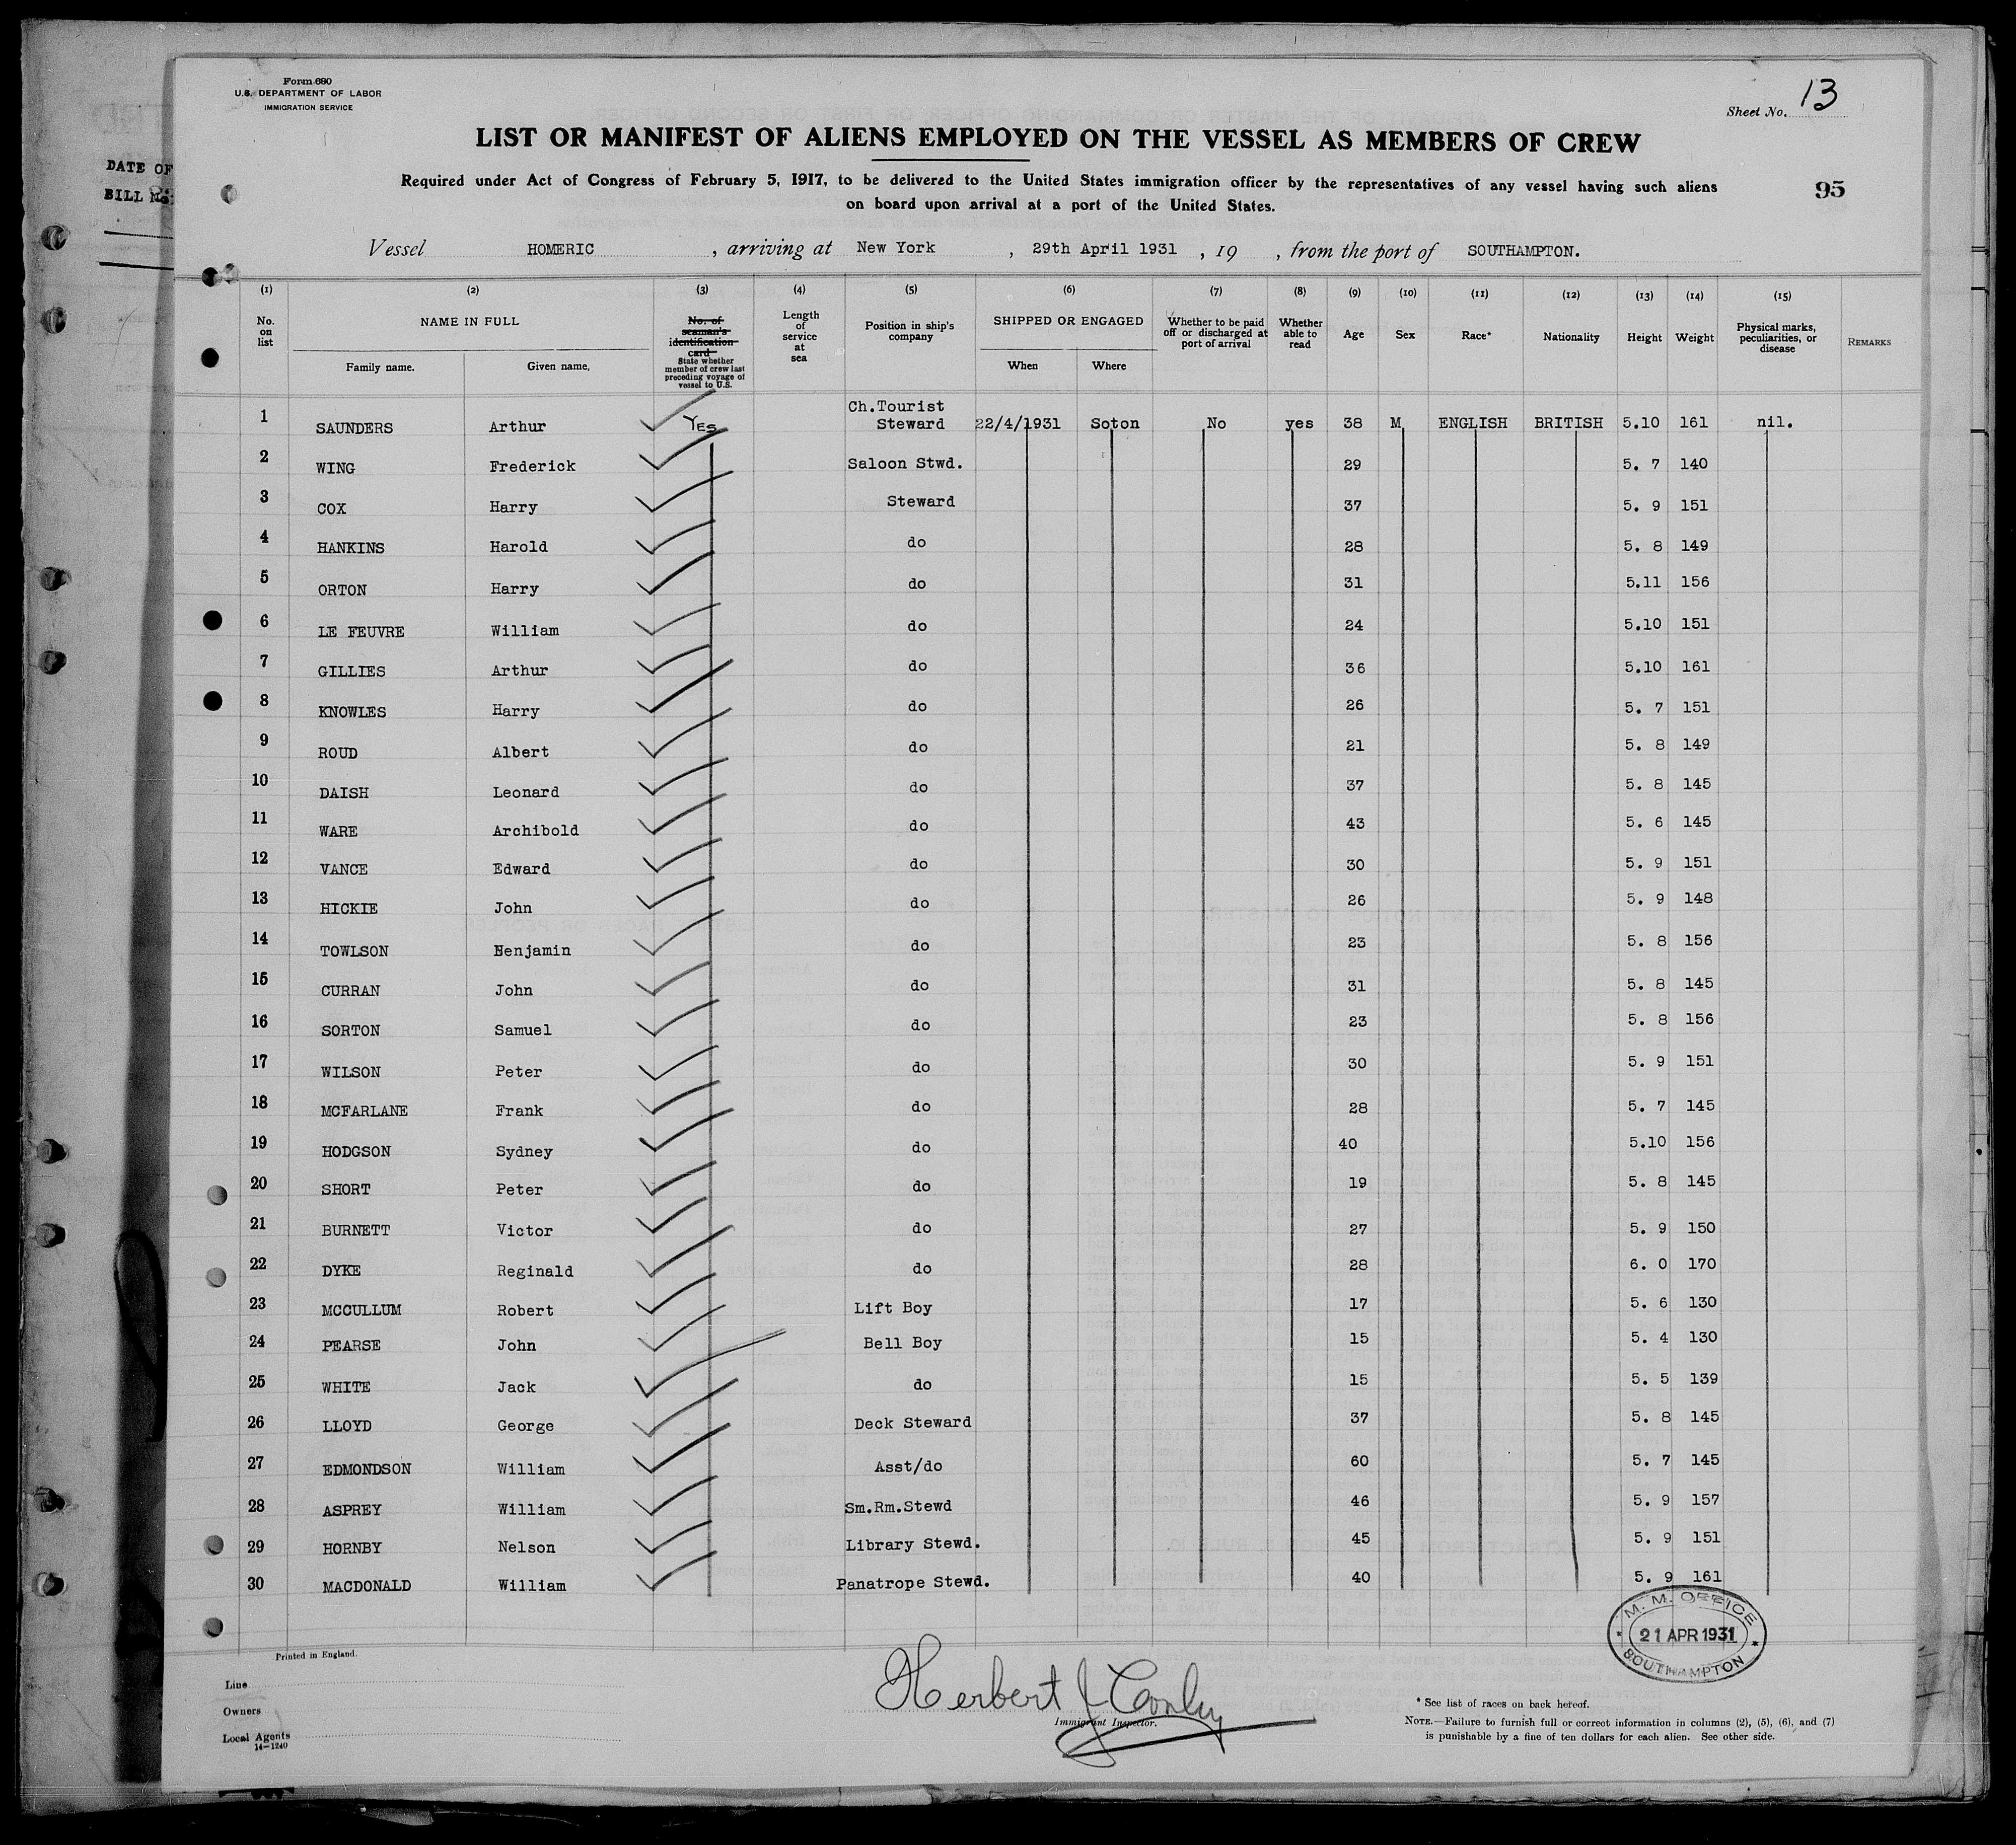 Form 680
U.S. DEPARTMENT OF LABOR
IMMIGRATION SERVICE
Sheet No. 13
LIST OR MANIFEST OF ALIENS EMPLOYED ON THE VESSEL AS MEMBERS OF CREW
DATE OF
BILL No.
Required under Act of Congress of February 5, 1917, to be delivered to the United States immigration officer by the representatives of any vessel having such aliens
on board upon arrival at a port of the United States.
95
Vessel HOMERIC , arriving at New York , 29th April 1931 , 19 , from the port of SOUTHAMPTON.
(1) (2) (3) (4) (5) (6) (7) (8) (9) (10) (11) (12) (13) (14) (15)
No. on list
NAME IN FULL
Family name. Given name.
No. of seaman's identification card
State whether member of crew last preceding voyage of vessel to U.S.
Length of service at sea
Position in ship's company
SHIPPED OR ENGAGED
When Where
Whether to be paid off or discharged at port of arrival
Whether able to read
Age Sex Race* Nationality Height Weight
Physical marks, peculiarities, or disease
REMARKS
1 SAUNDERS Arthur YES Ch.Tourist Steward 22/4/1931 Soton No yes 38 M ENGLISH BRITISH 5.10 161 nil.
2 WING Frederick Saloon Stwd. 29 5. 7 140
3 COX Harry Steward 37 5. 9 151
4 HANKINS Harold do 28 5. 8 149
5 ORTON Harry do 31 5.11 156
6 LE FEUVRE William do 24 5.10 151
7 GILLIES Arthur do 36 5.10 161
8 KNOWLES Harry do 26 5. 7 151
9 ROUD Albert do 21 5. 8 149
10 DAISH Leonard do 37 5. 8 145
11 WARE Archibold do 43 5. 6 145
12 VANCE Edward do 30 5. 9 151
13 HICKIE John do 26 5. 9 148
14 TOWLSON Benjamin do 23 5. 8 156
15 CURRAN John do 31 5. 8 145
16 SORTON Samuel do 23 5. 8 156
17 WILSON Peter do 30 5. 9 151
18 MCFARLANE Frank do 28 5. 7 145
19 HODGSON Sydney do 40 5.10 156
20 SHORT Peter do 19 5. 8 145
21 BURNETT Victor do 27 5. 9 150
22 DYKE Reginald do 28 6. 0 170
23 MCCULLUM Robert Lift Boy 17 5. 6 130
24 PEARSE John Bell Boy 15 5. 4 130
25 WHITE Jack do 15 5. 5 139
26 LLOYD George Deck Steward 37 5. 8 145
27 EDMONDSON William Asst/do 60 5. 7 145
28 ASPREY William Sm.Rm.Stewd 46 5. 9 157
29 HORNBY Nelson Library Stewd. 45 5. 9 151
30 MACDONALD William Panatrope Stewd. 40 5. 9 161
M. M. OFFICE
21 APR 1931
SOUTHAMPTON
Printed in England.
Line
Owners
Local Agents
14—1240
Herbert J Conly
Immigrant Inspector.
* See list of races on back hereof.
NOTE.—Failure to furnish full or correct information in columns (2), (5), (6), and (7)
is punishable by a fine of ten dollars for each alien. See other side.